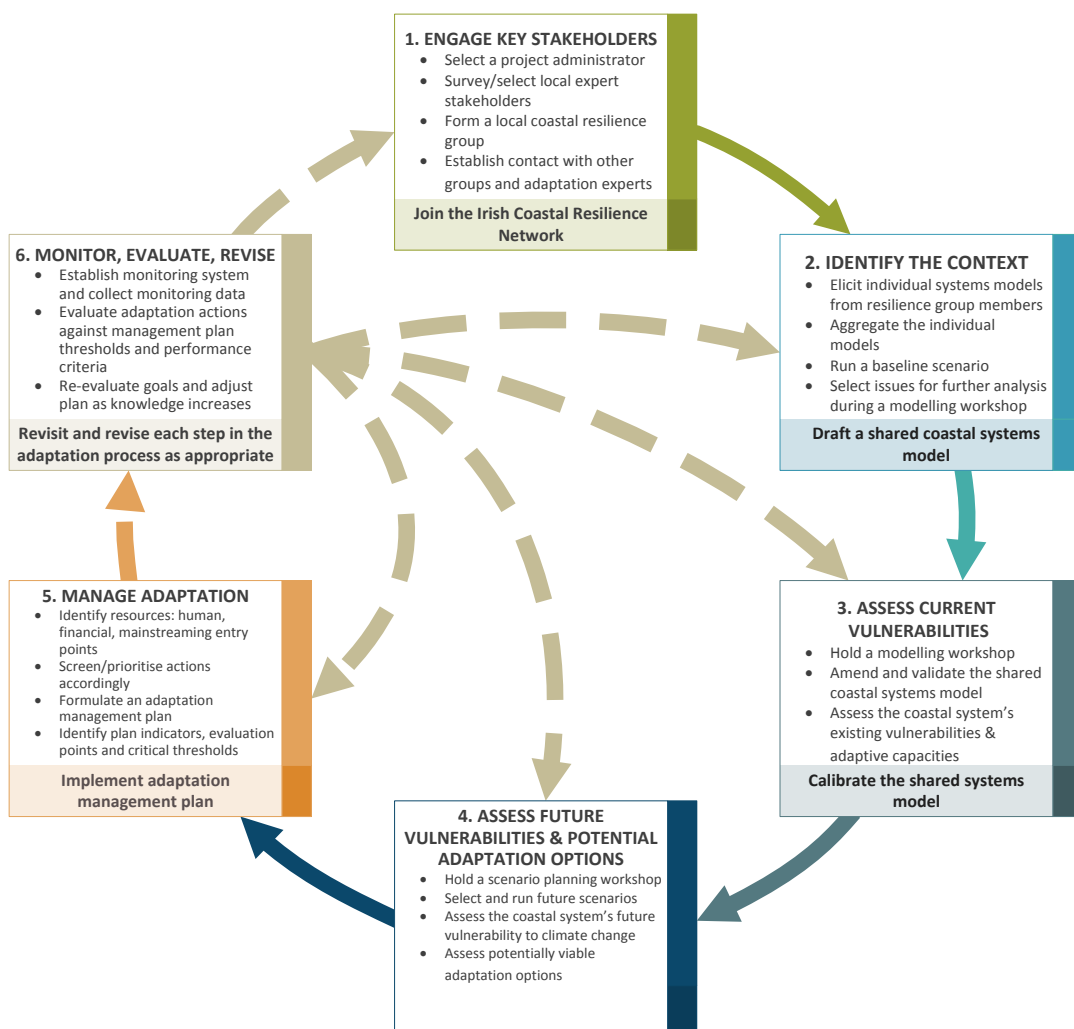 1. ENGAGE KEY STAKEHOLDERS
• Select a project administrator
• Survey/select local expert
stakeholders
• Form a local coastal resilience
group
• Establish contact with other
groups and adaptation experts
Join the Irish Coastal Resilience
Network
2. IDENTIFY THE CONTEXT
• Elicit individual systems models
from resilience group members
• Aggregate the individual
models
• Run a baseline scenario
• Select issues for further analysis
during a modelling workshop
Draft a shared coastal systems
model
3. ASSESS CURRENT
VULNERABILITIES
• Hold a modelling workshop
• Amend and validate the shared
coastal systems model
• Assess the coastal system’s
existing vulnerabilities &
adaptive capacities
Calibrate the shared systems
model
4. ASSESS FUTURE
VULNERABILITIES & POTENTIAL
ADAPTATION OPTIONS
• Hold a scenario planning workshop
• Select and run future scenarios
• Assess the coastal system’s future
vulnerability to climate change
• Assess potentially viable
adaptation options
5. MANAGE ADAPTATION
• Identify resources: human,
financial, mainstreaming entry
points
• Screen/prioritise actions
accordingly
• Formulate an adaptation
management plan
• Identify plan indicators, evaluation
points and critical thresholds
Implement adaptation
management plan
6. MONITOR, EVALUATE, REVISE
• Establish monitoring system
and collect monitoring data
• Evaluate adaptation actions
against management plan
thresholds and performance
criteria
• Re-evaluate goals and adjust
plan as knowledge increases
Revisit and revise each step in the
adaptation process as appropriate